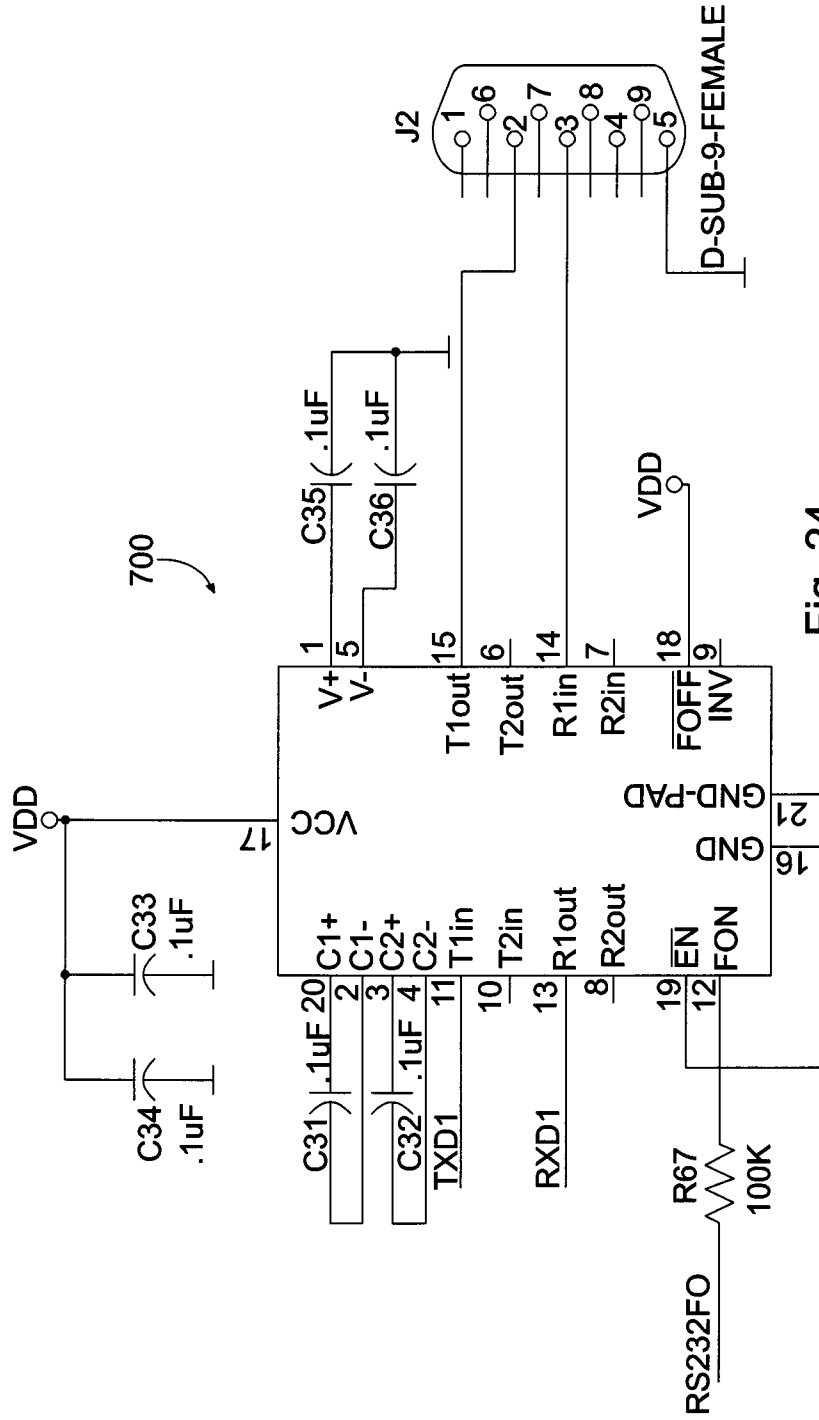 700
VDD
C34
.1uF
C33
.1uF
17
VCC
C31
.1uF
C32
.1uF
TXD1
RXD1
20
2
3
4
11
10
13
8
19
12
C1+
C1-
C2+
C2-
T1in
T2in
R1out
R2out
EN
FON
16
GND
21
GND-PAD
V+
V-
T1out
T2out
R1in
R2in
FOFF
INV
1
5
15
6
14
7
18
9
C35
.1uF
C36
.1uF
VDD
J2
1
6
2
7
3
8
4
9
5
D-SUB-9-FEMALE
RS232FO
R67
100K